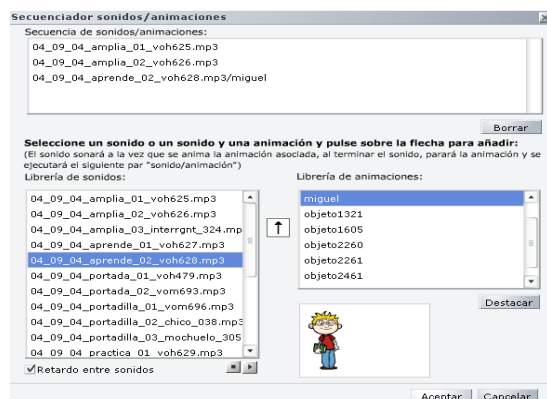 Secuenciador sonidos/animaciones
Secuencia de sonidos/animaciones:
04_09_04_amplia_01_voh625.mp3
04_09_04_amplia_02_voh626.mp3
04_09_04_aprende_02_voh628.mp3/miguel
Borrar
Seleccione un sonido o un sonido y una animación y pulse sobre la flecha para añadir:
(El sonido sonará a la vez que se anima la animación asociada, al terminar el sonido, parará la animación y se
ejecutará el siguiente par "sonido/animación")
Librería de sonidos:
04_09_04_amplia_01_voh625.mp3
04_09_04_amplia_02_voh626.mp3
04_09_04_amplia_03_interrgnt_324.mp
04_09_04_aprende_01_voh627.mp3
04_09_04_aprende_02_voh628.mp3
04_09_04_portada_01_voh479.mp3
04_09_04_portada_02_vom693.mp3
04_09_04_portadilla_01_vom696.mp3
04_09_04_portadilla_02_chico_038.mp3
04_09_04_portadilla_03_mochuelo_305
04_09_04_practica_01_voh629.mp3
Retardo entre sonidos
Librería de animaciones:
miguel
objeto1321
objeto1605
objeto2260
objeto2261
objeto2461
Destacar
Aceptar
Cancelar